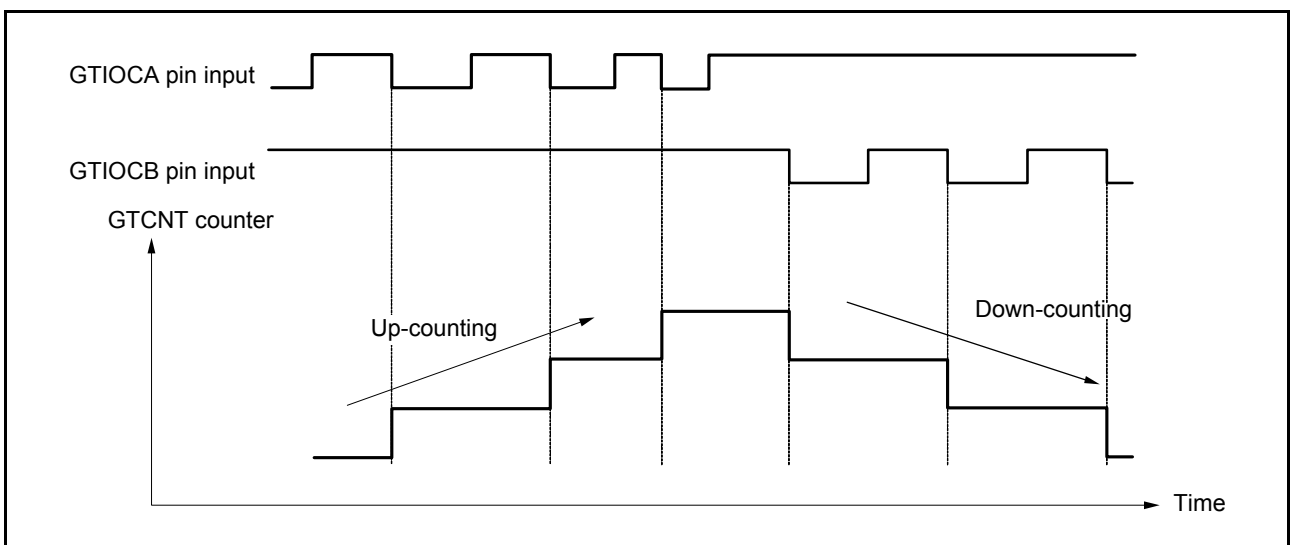 GTIOCA pin input
GTIOCB pin input
GTCNT counter
Up-counting
Down-counting
Time